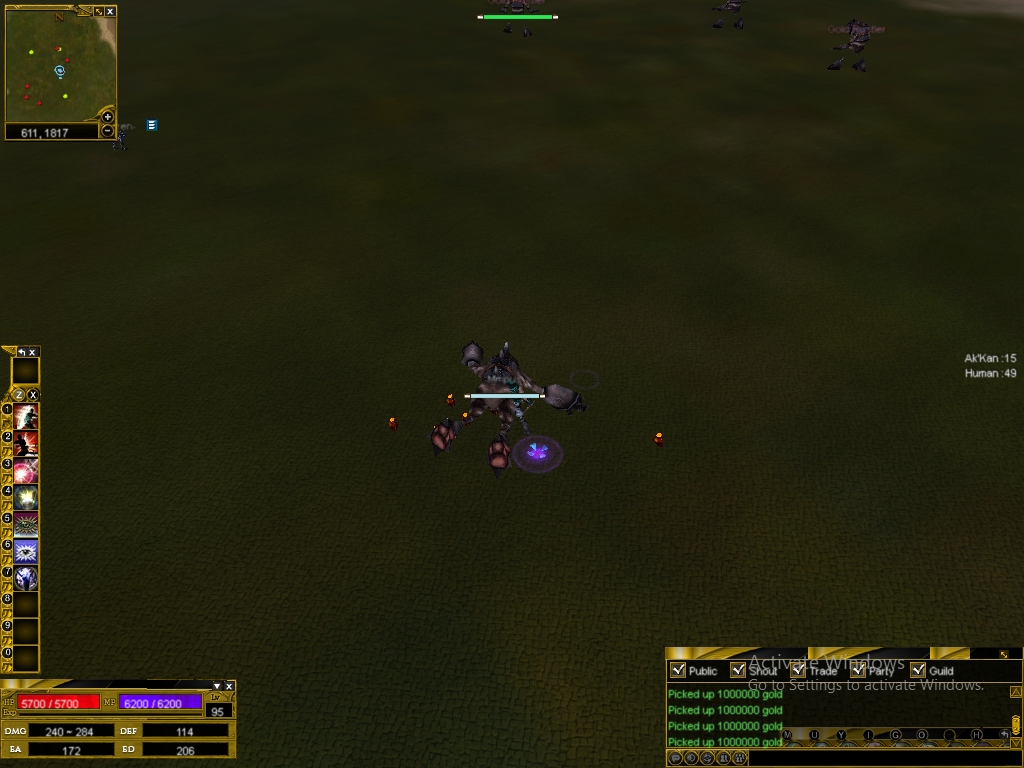 N
611, 1817
Ak'Kan :15
Human :49
Z X
1
2
3
4
5
6
7
8
9
0
HP 5700 / 5700 MP 6200 / 6200 Lv
Exp 95
DMG 240 ~ 284 DEF 114
EA 172 ED 206
Public Shout Trade Party Guild
Activate Windows
Go to Settings to activate Windows.
Picked up 1000000 gold
Picked up 1000000 gold
Picked up 1000000 gold
Picked up 1000000 gold
M U Y I G O H